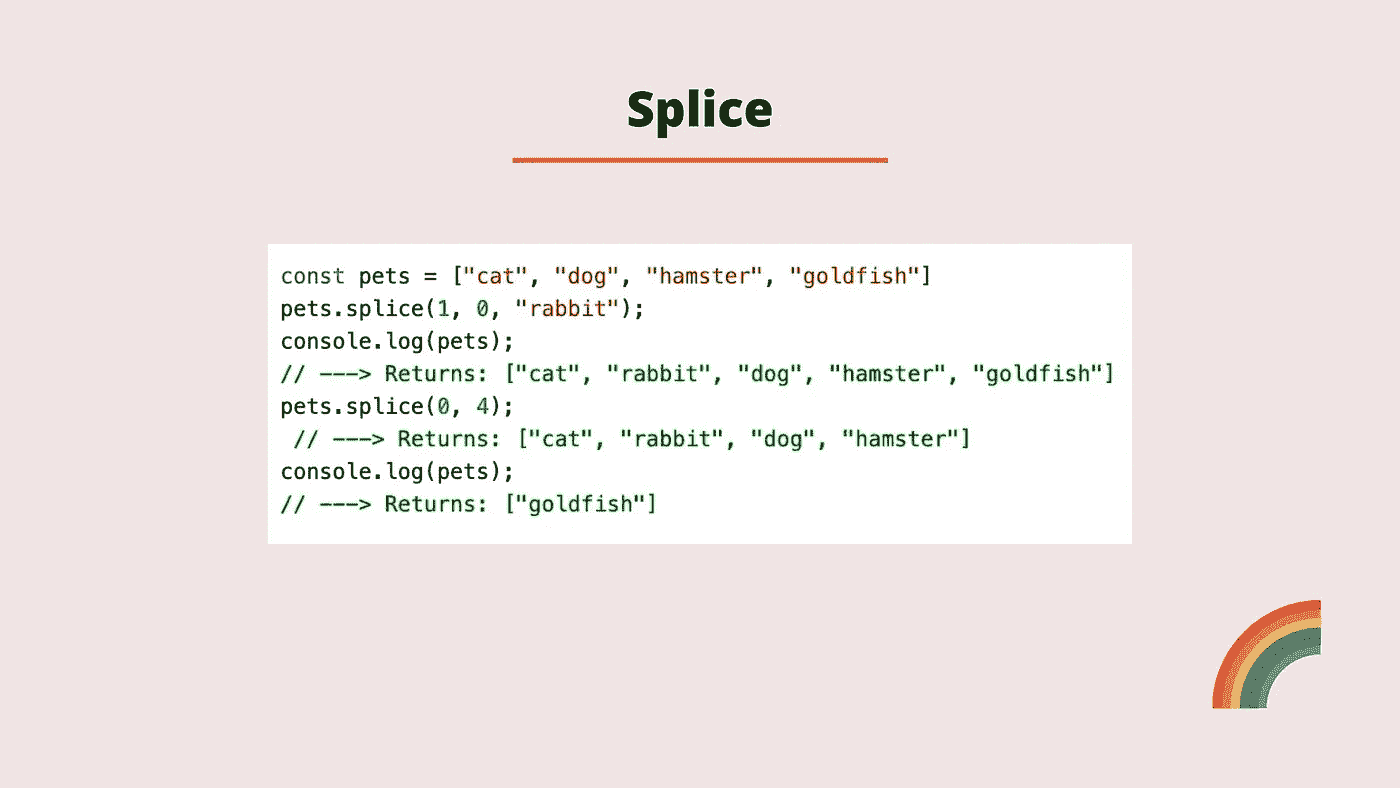 Splice
const pets = ["cat", "dog", "hamster", "goldfish"]
pets.splice(1, 0, "rabbit");
console.log(pets);
// ---> Returns: ["cat", "rabbit", "dog", "hamster", "goldfish"]
pets.splice(0, 4);
// ---> Returns: ["cat", "rabbit", "dog", "hamster"]
console.log(pets);
// ---> Returns: ["goldfish"]